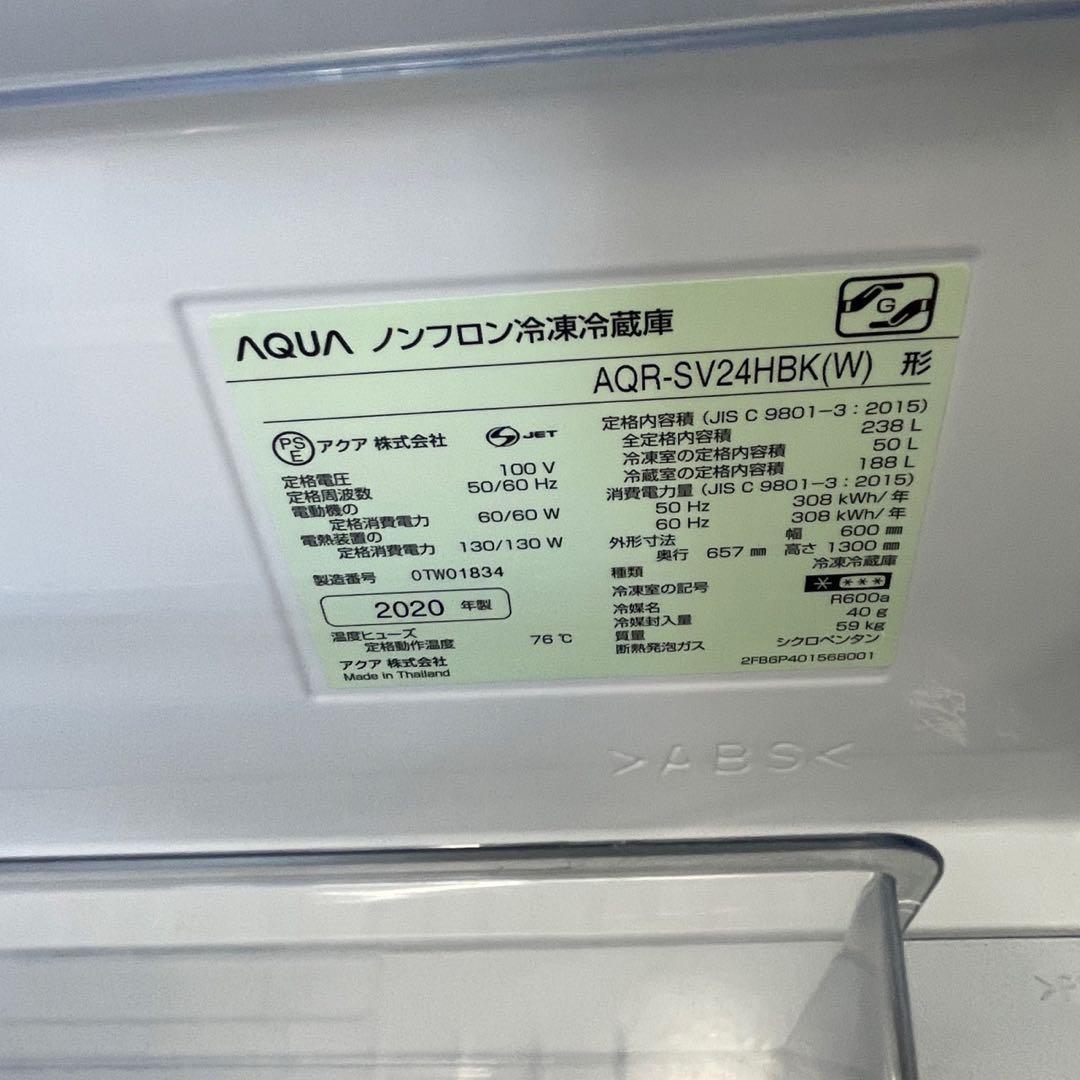 AQUA ノンフロン冷凍冷蔵庫
G
AQR-SV24HBK(W) 形
PS E アクア 株式会社 JET
定格電圧 100 V
定格周波数 50/60 Hz
電動機の
定格消費電力 60/60 W
電熱装置の
定格消費電力 130/130 W
製造番号 0TW01834
2020 年製
温度ヒューズ
定格動作温度 76 ℃
アクア 株式会社
Made in Thailand
定格内容積 (JIS C 9801-3 : 2015)
全定格内容積 238 L
冷凍室の定格内容積 50 L
冷蔵室の定格内容積 188 L
消費電力量 (JIS C 9801-3 : 2015)
50 Hz 308 kWh/年
60 Hz 308 kWh/年
外形寸法 幅 600 mm
奥行 657 mm 高さ 1300 mm
種類 冷凍冷蔵庫
冷凍室の記号 * ***
冷媒名 R600a
冷媒封入量 40 g
質量 59 kg
断熱発泡ガス シクロペンタン
2FB6P401568001
>ABS<